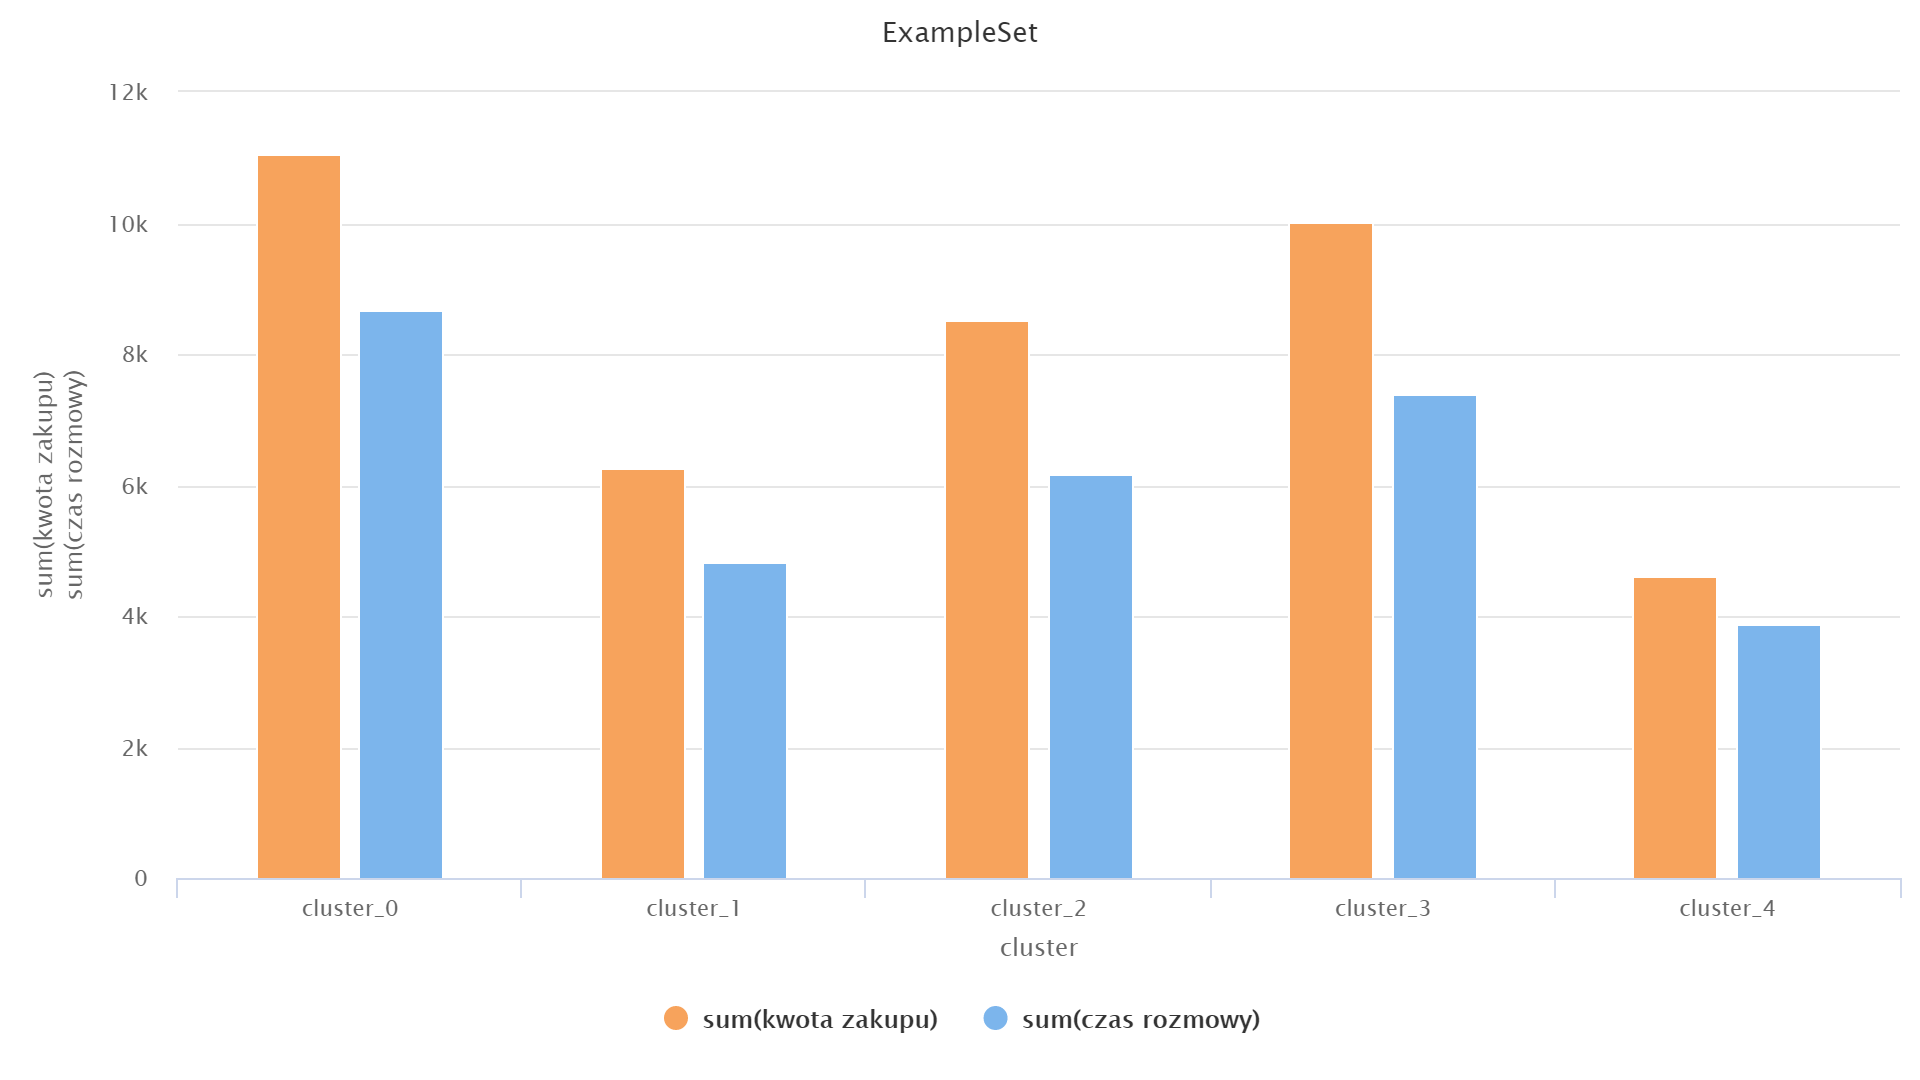 ExampleSet
12k
10k
8k
6k
4k
2k
0
sum(kwota zakupu)
sum(czas rozmowy)
cluster_0
cluster_1
cluster_2
cluster_3
cluster_4
cluster
sum(kwota zakupu)
sum(czas rozmowy)